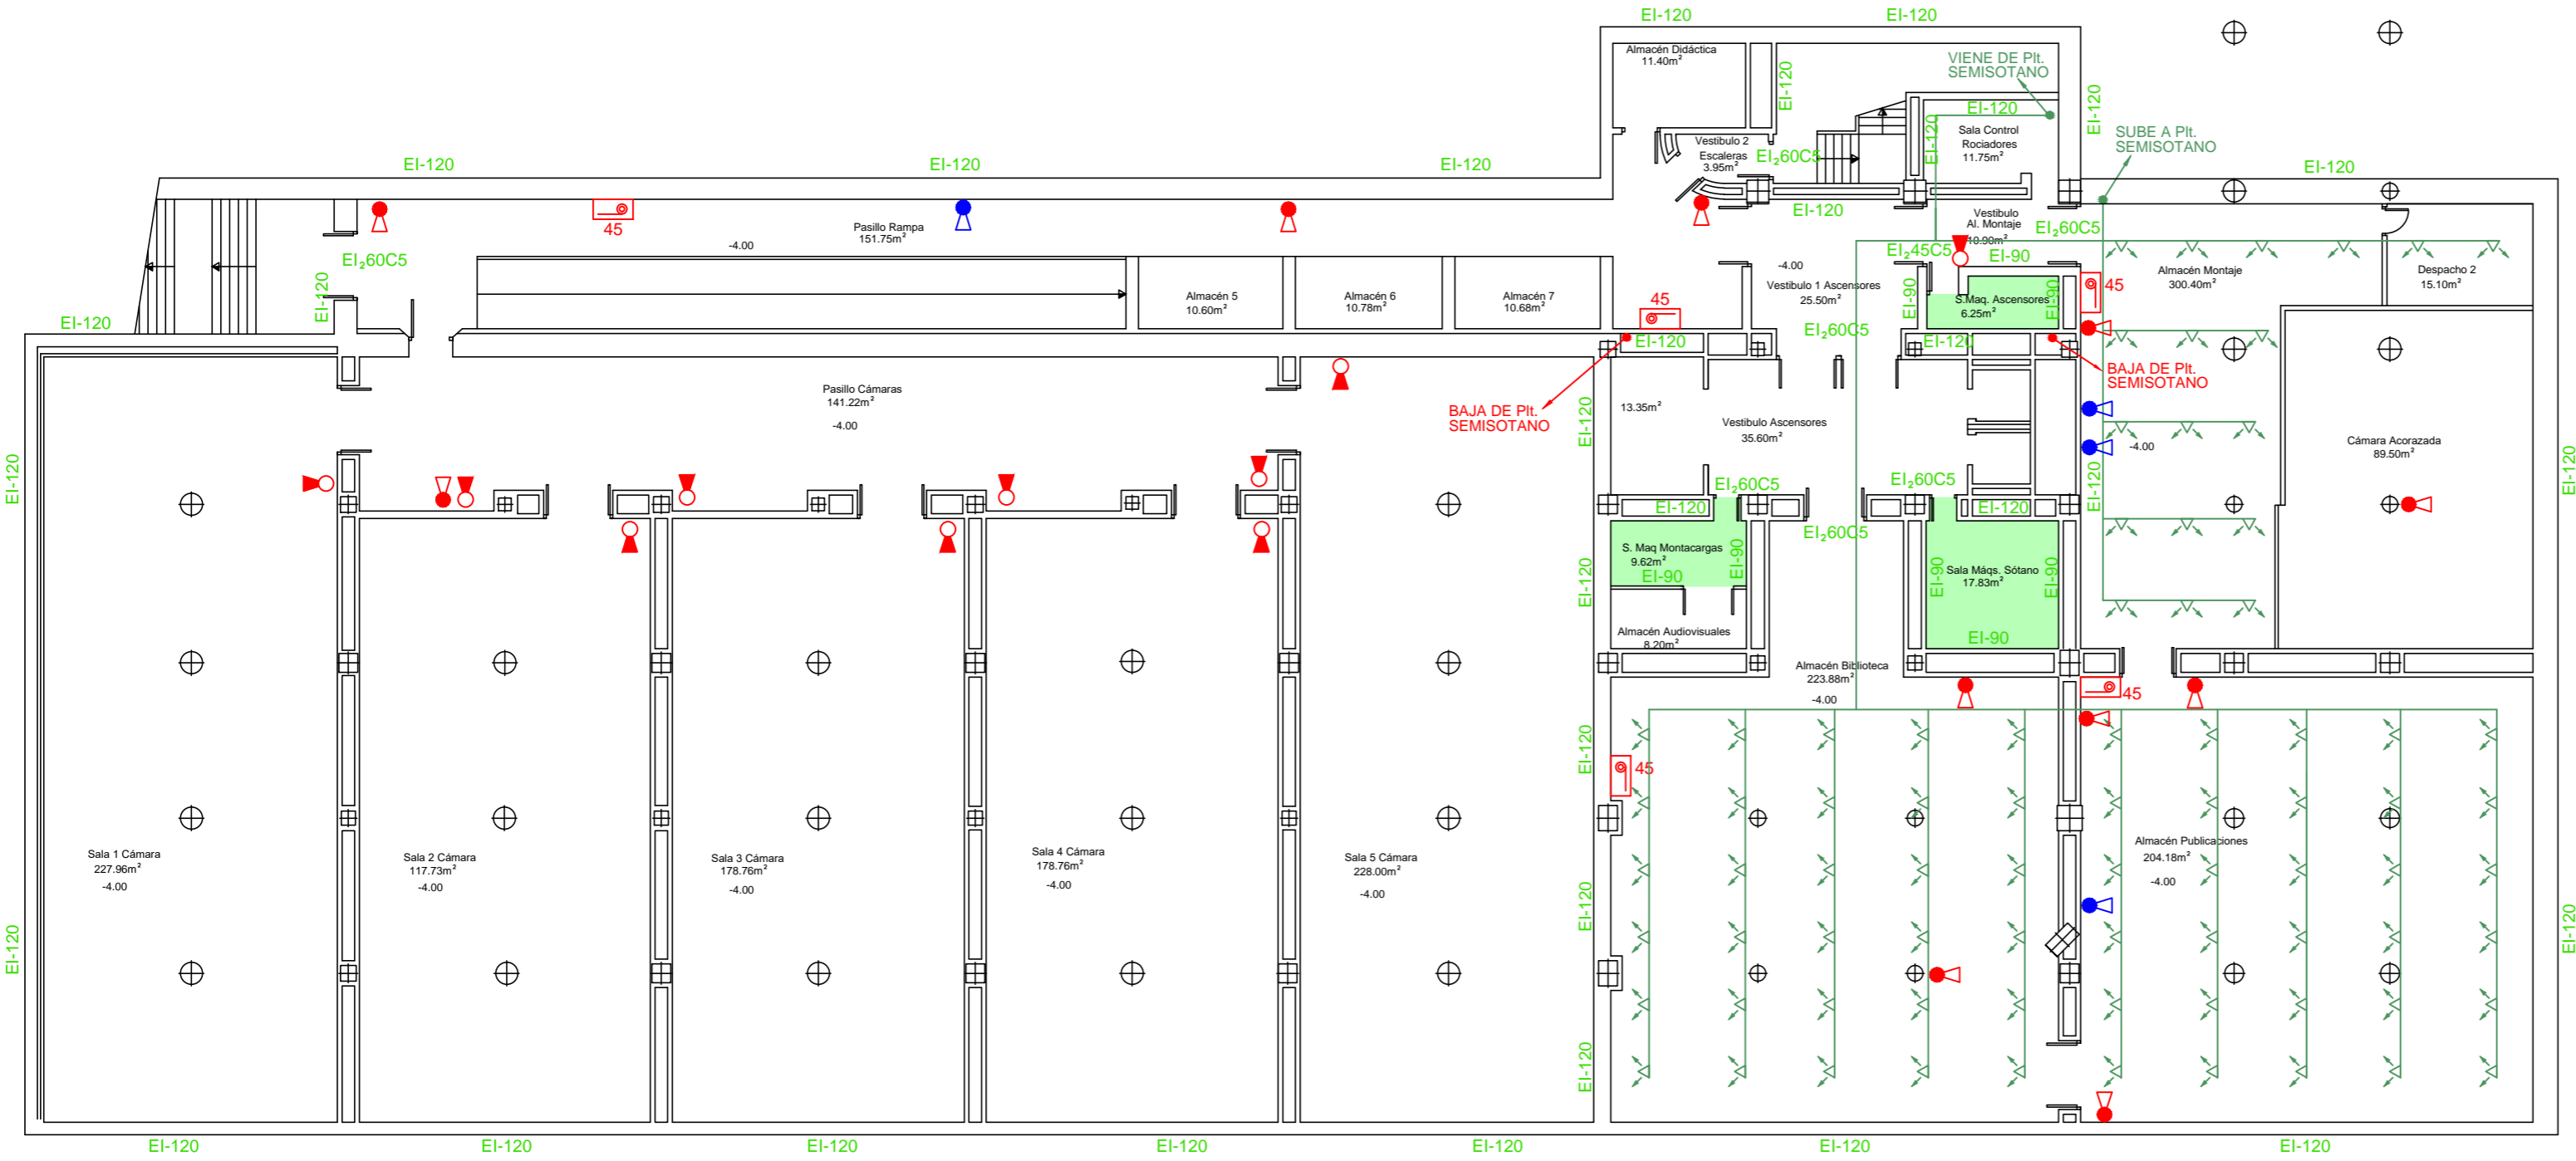 EI-120
EI-120
Almacén Didáctica
11.40m²
EI-120
VIENE DE Plt.
SEMISOTANO
EI-120
EI-120
EI-120
Sala Control
Rociadores
11.75m²
SUBE A Plt.
SEMISOTANO
Vestibulo 2
Escaleras
3.95m²
EI₂60C5
EI-120
EI-120
EI-120
EI-120
EI-120
45
Pasillo Rampa
151.75m²
-4.00
EI₂60C5
EI-120
EI-120
Vestibulo
Al. Montaje
10.90m²
EI₂60C5
EI₂45C5
EI-90
-4.00
Vestibulo 1 Ascensores
25.50m²
EI-90
S.Maq. Ascensores
6.25m²
EI-90
45
Almacén Montaje
300.40m²
Despacho 2
15.10m²
Almacén 5
10.60m²
Almacén 6
10.78m²
Almacén 7
10.68m²
45
EI-120
EI₂60C5
EI-120
EI-120
BAJA DE Plt.
SEMISOTANO
Pasillo Cámaras
141.22m²
-4.00
BAJA DE Plt.
SEMISOTANO
EI-120
13.35m²
Vestibulo Ascensores
35.60m²
-4.00
Cámara Acorazada
89.50m²
EI-120
EI-120
EI-120
EI₂60C5
EI₂60C5
EI-120
EI-120
EI₂60C5
S. Maq Montacargas
9.62m²
EI-90
EI-90
EI-120
EI-90
Sala Máqs. Sótano
17.83m²
EI-90
EI-90
Almacén Audiovisuales
8.20m²
Almacén Biblioteca
223.88m²
-4.00
45
EI-120
45
Sala 1 Cámara
227.96m²
-4.00
Sala 2 Cámara
117.73m²
-4.00
Sala 3 Cámara
178.76m²
-4.00
Sala 4 Cámara
178.76m²
-4.00
Sala 5 Cámara
228.00m²
-4.00
Almacén Publicaciones
204.18m²
-4.00
EI-120
EI-120
EI-120
EI-120
EI-120
EI-120
EI-120
EI-120
EI-120
EI-120
EI-120